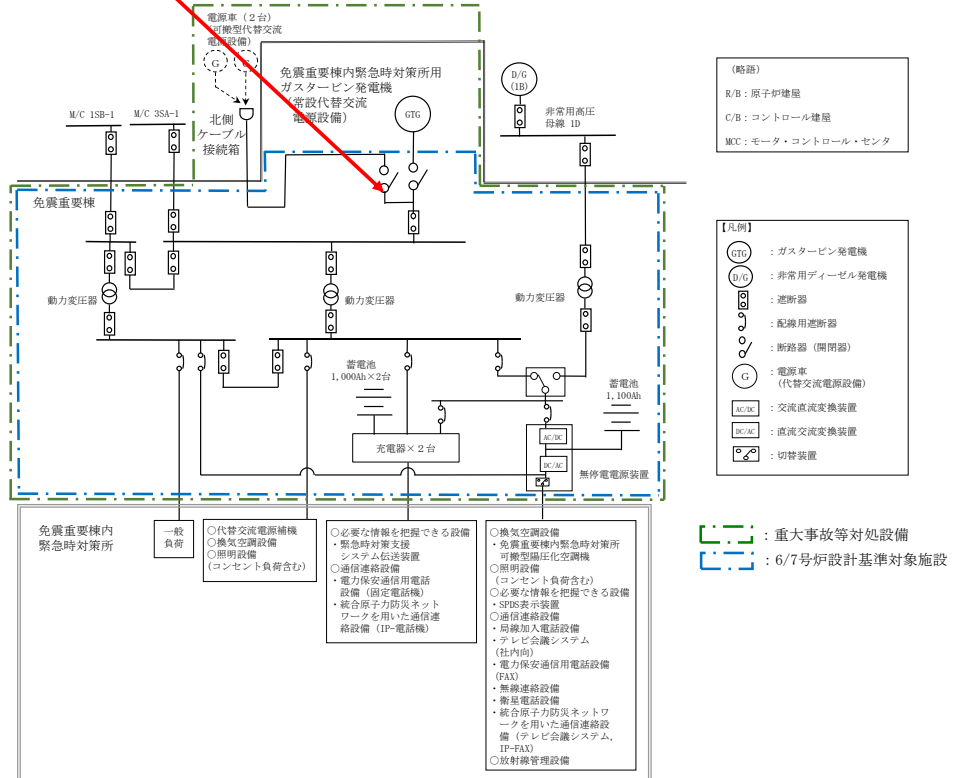 電源車（２台）
（可搬型代替交流
電源設備）
G
免震重要棟内緊急時対策所用
ガスタービン発電機
（常設代替交流
電源設備）
GTG
D/G
(1B)
非常用高圧
母線 1D
M/C 1SB-1
M/C 3SA-1
北側
ケーブル
接続箱
免震重要棟
動力変圧器
動力変圧器
動力変圧器
蓄電池
1,000Ah×2台
蓄電池
1,100Ah
充電器×２台
AC/DC
DC/AC
無停電電源装置
免震重要棟内
緊急時対策所
一般
負荷
○代替交流電源補機
○換気空調設備
○照明設備
(コンセント負荷含む)
○必要な情報を把握できる設備
・緊急時対策支援
システム伝送装置
○通信連絡設備
・電力保安通信用電話
設備（固定電話機）
・統合原子力防災ネット
ワークを用いた通信連
絡設備（IP-電話機）
○換気空調設備
・免震重要棟内緊急時対策所
可搬型陽圧化空調機
○照明設備
(コンセント負荷含む)
○必要な情報を把握できる設備
・SPDS表示装置
○通信連絡設備
・局線加入電話設備
・テレビ会議システム
(社内向)
・電力保安通信用電話設備
(FAX)
・無線連絡設備
・衛星電話設備
・統合原子力防災ネットワ
ークを用いた通信連絡設
備（テレビ会議システム,
IP-FAX）
○放射線管理設備
（略語）
R/B：原子炉建屋
C/B：コントロール建屋
MCC：モータ・コントロール・センタ
【凡例】
GTG ：ガスタービン発電機
D/G ：非常用ディーゼル発電機
：遮断器
：配線用遮断器
：断路器（開閉器）
G ：電源車
(代替交流電源設備)
AC/DC ：交流直流変換装置
DC/AC ：直流交流変換装置
：切替装置
：重大事故等対処設備
：6/7号炉設計基準対象施設